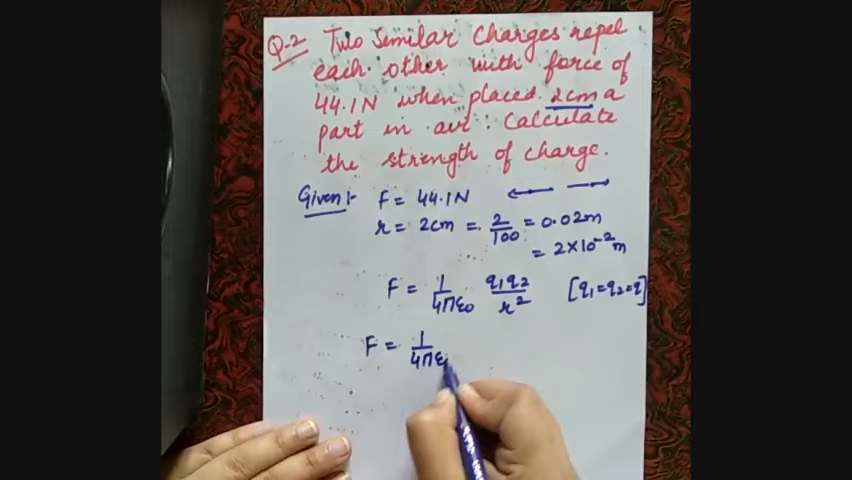 Q-2 Two similar charges repel
each other with force of
44.1N when placed 2cm a
part in air. Calculate
the strength of charge.
Given:- F = 44.1N
r = 2cm = 2/100 = 0.02m
= 2×10⁻²m
F = 1/4πε₀ q₁q₂/r² [q₁=q₂=q]
F = 1/4πε